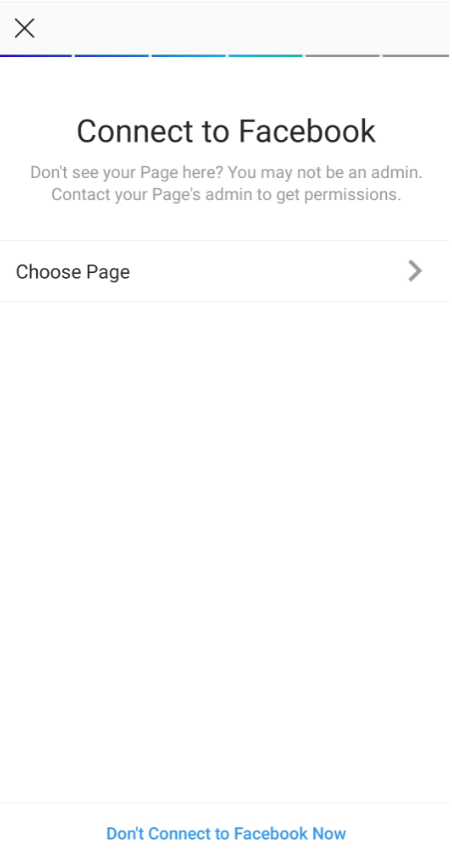 Connect to Facebook
Don't see your Page here? You may not be an admin.
Contact your Page's admin to get permissions.
Choose Page
Don't Connect to Facebook Now